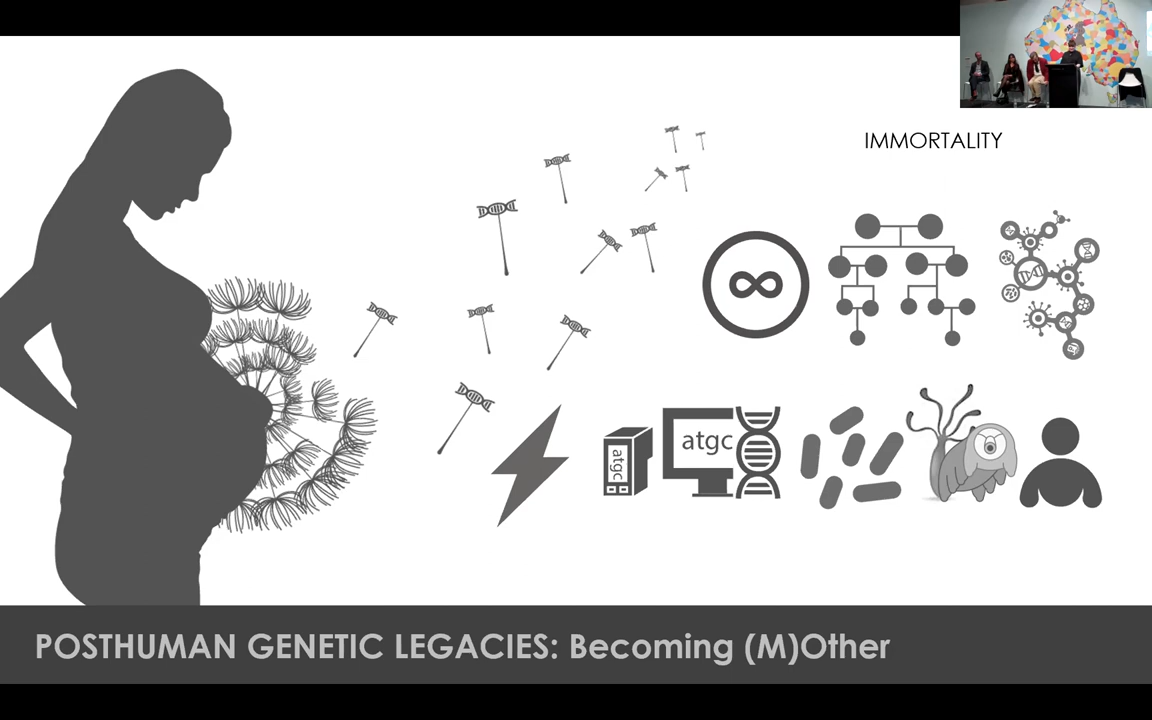 IMMORTALITY
atgc
atgc
POSTHUMAN GENETIC LEGACIES: Becoming (M)Other